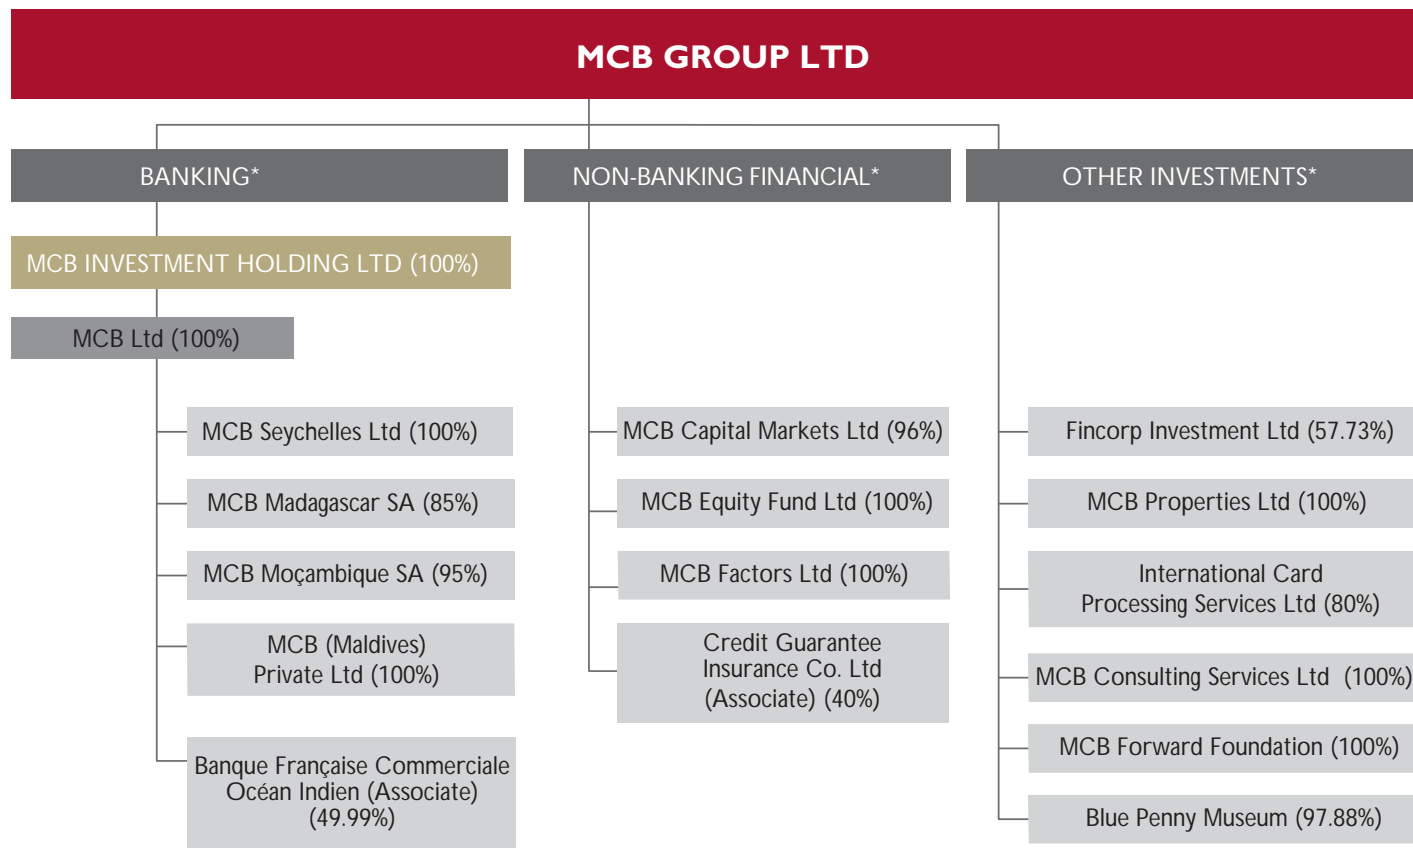 MCB GROUP LTD
BANKING*
MCB INVESTMENT HOLDING LTD (100%)
MCB Ltd (100%)
MCB Seychelles Ltd (100%)
MCB Madagascar SA (85%)
MCB Moçambique SA (95%)
MCB (Maldives)
Private Ltd (100%)
Banque Française Commerciale
Océan Indien (Associate)
(49.99%)
NON-BANKING FINANCIAL*
MCB Capital Markets Ltd (96%)
MCB Equity Fund Ltd (100%)
MCB Factors Ltd (100%)
Credit Guarantee
Insurance Co. Ltd
(Associate) (40%)
OTHER INVESTMENTS*
Fincorp Investment Ltd (57.73%)
MCB Properties Ltd (100%)
International Card
Processing Services Ltd (80%)
MCB Consulting Services Ltd (100%)
MCB Forward Foundation (100%)
Blue Penny Museum (97.88%)